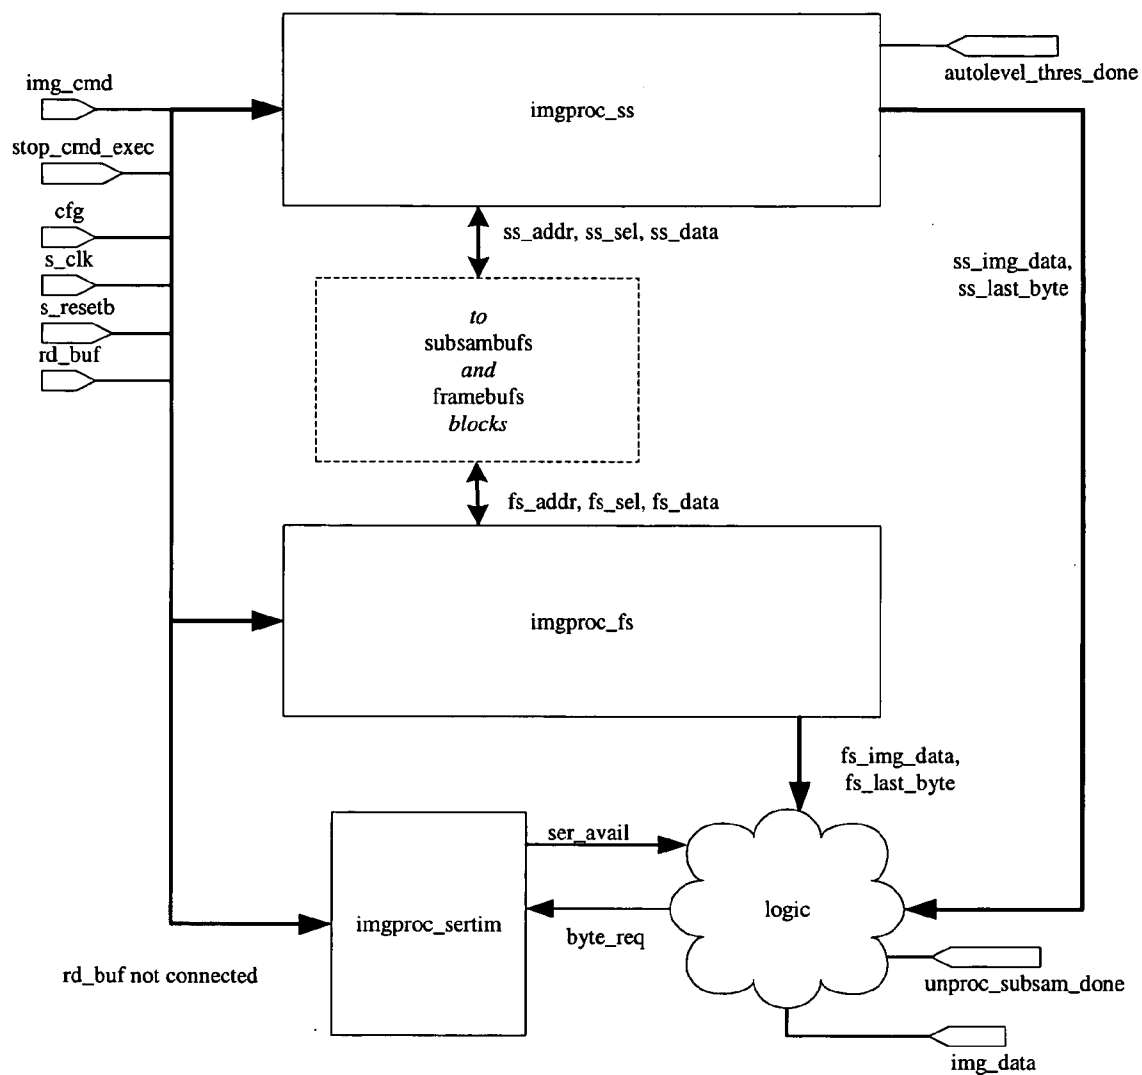 img_cmd
autolevel_thres_done
imgproc_ss
stop_cmd_exec
cfg
s_clk
s_resetb
rd_buf
ss_addr, ss_sel, ss_data
ss_img_data,
ss_last_byte
to
subsambufs
and
framebufs
blocks
fs_addr, fs_sel, fs_data
imgproc_fs
fs_img_data,
fs_last_byte
ser_avail
logic
imgproc_sertim
byte_req
rd_buf not connected
unproc_subsam_done
img_data